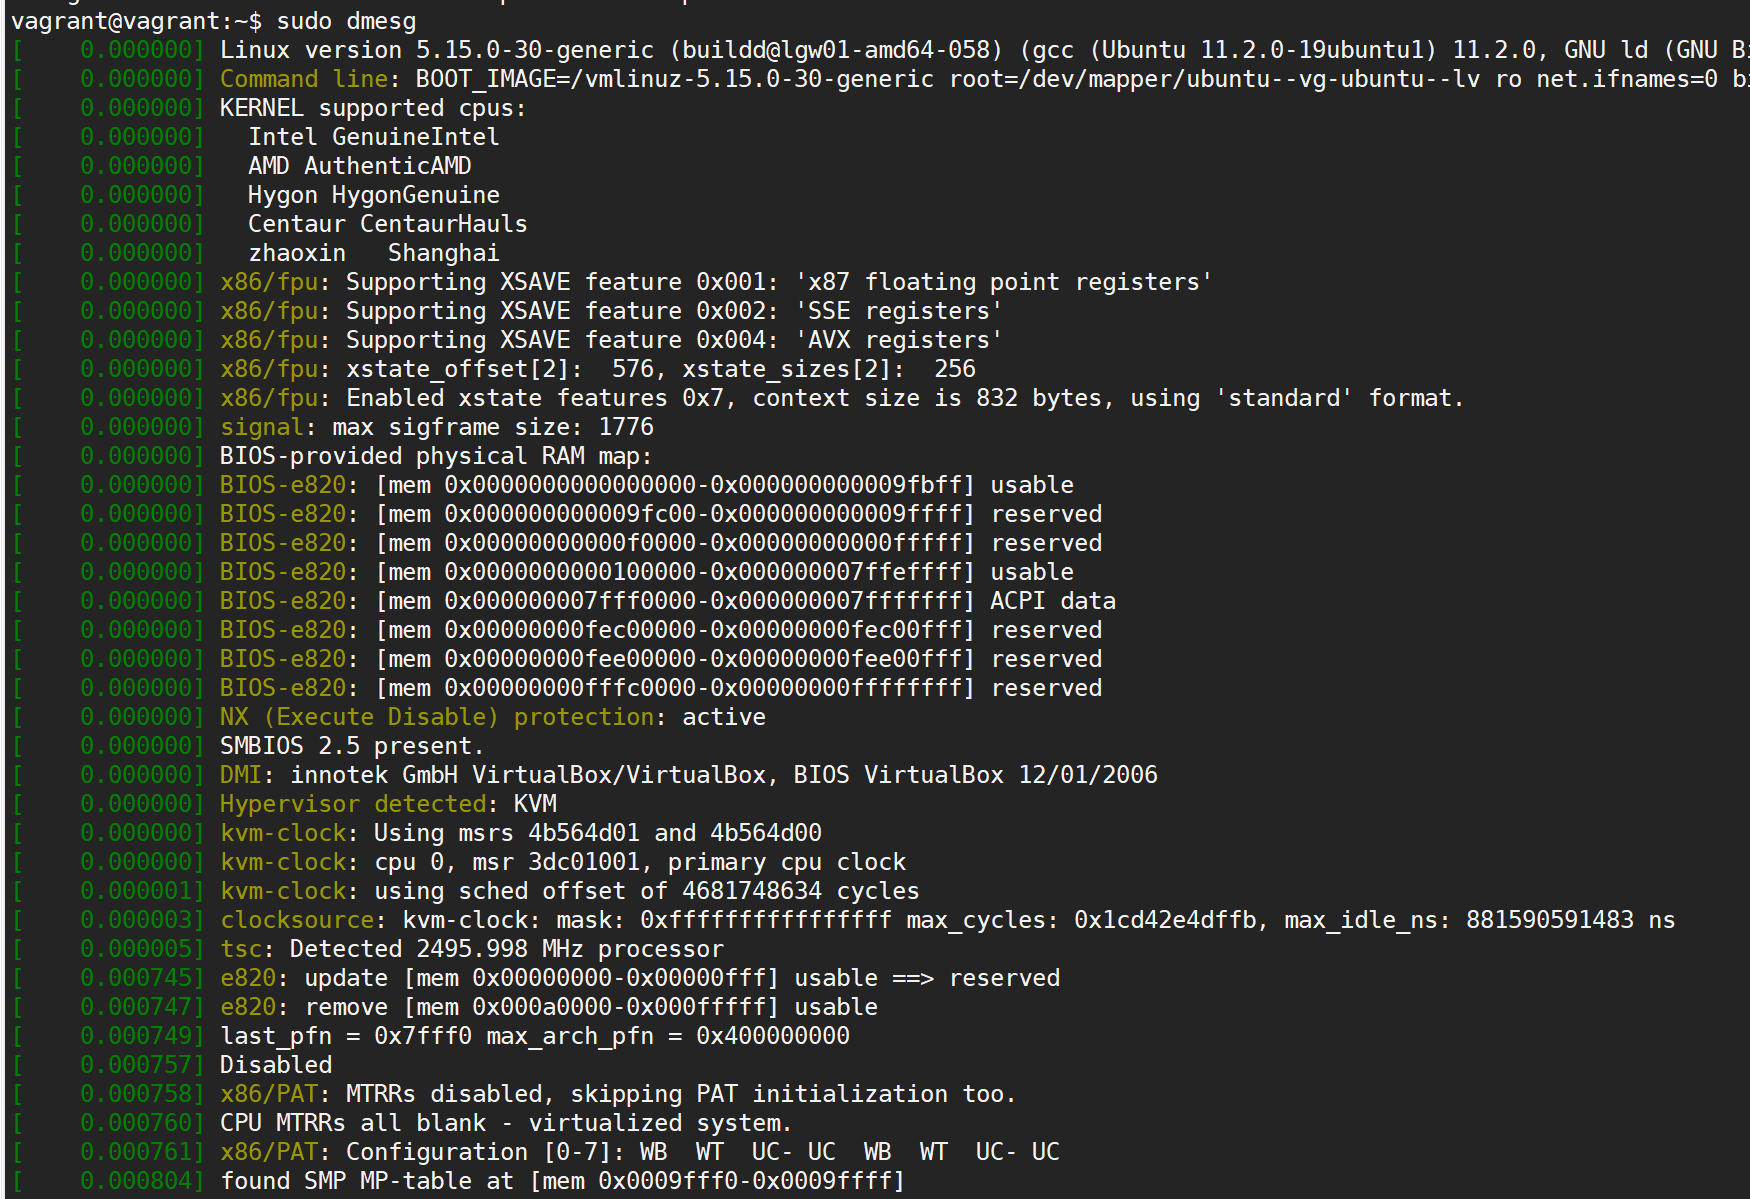 vagrant@vagrant:~$ sudo dmesg
[    0.000000] Linux version 5.15.0-30-generic (buildd@lgw01-amd64-058) (gcc (Ubuntu 11.2.0-19ubuntu1) 11.2.0, GNU ld (GNU Bi
[    0.000000] Command line: BOOT_IMAGE=/vmlinuz-5.15.0-30-generic root=/dev/mapper/ubuntu--vg-ubuntu--lv ro net.ifnames=0 bi
[    0.000000] KERNEL supported cpus:
[    0.000000]   Intel GenuineIntel
[    0.000000]   AMD AuthenticAMD
[    0.000000]   Hygon HygonGenuine
[    0.000000]   Centaur CentaurHauls
[    0.000000]   zhaoxin   Shanghai
[    0.000000] x86/fpu: Supporting XSAVE feature 0x001: 'x87 floating point registers'
[    0.000000] x86/fpu: Supporting XSAVE feature 0x002: 'SSE registers'
[    0.000000] x86/fpu: Supporting XSAVE feature 0x004: 'AVX registers'
[    0.000000] x86/fpu: xstate_offset[2]:  576, xstate_sizes[2]:  256
[    0.000000] x86/fpu: Enabled xstate features 0x7, context size is 832 bytes, using 'standard' format.
[    0.000000] signal: max sigframe size: 1776
[    0.000000] BIOS-provided physical RAM map:
[    0.000000] BIOS-e820: [mem 0x0000000000000000-0x000000000009fbff] usable
[    0.000000] BIOS-e820: [mem 0x000000000009fc00-0x000000000009ffff] reserved
[    0.000000] BIOS-e820: [mem 0x00000000000f0000-0x00000000000fffff] reserved
[    0.000000] BIOS-e820: [mem 0x0000000000100000-0x000000007ffeffff] usable
[    0.000000] BIOS-e820: [mem 0x000000007fff0000-0x000000007fffffff] ACPI data
[    0.000000] BIOS-e820: [mem 0x00000000fec00000-0x00000000fec00fff] reserved
[    0.000000] BIOS-e820: [mem 0x00000000fee00000-0x00000000fee00fff] reserved
[    0.000000] BIOS-e820: [mem 0x00000000fffc0000-0x00000000ffffffff] reserved
[    0.000000] NX (Execute Disable) protection: active
[    0.000000] SMBIOS 2.5 present.
[    0.000000] DMI: innotek GmbH VirtualBox/VirtualBox, BIOS VirtualBox 12/01/2006
[    0.000000] Hypervisor detected: KVM
[    0.000000] kvm-clock: Using msrs 4b564d01 and 4b564d00
[    0.000000] kvm-clock: cpu 0, msr 3dc01001, primary cpu clock
[    0.000001] kvm-clock: using sched offset of 4681748634 cycles
[    0.000003] clocksource: kvm-clock: mask: 0xffffffffffffffff max_cycles: 0x1cd42e4dffb, max_idle_ns: 881590591483 ns
[    0.000005] tsc: Detected 2495.998 MHz processor
[    0.000745] e820: update [mem 0x00000000-0x00000fff] usable ==> reserved
[    0.000747] e820: remove [mem 0x000a0000-0x000fffff] usable
[    0.000749] last_pfn = 0x7fff0 max_arch_pfn = 0x400000000
[    0.000757] Disabled
[    0.000758] x86/PAT: MTRRs disabled, skipping PAT initialization too.
[    0.000760] CPU MTRRs all blank - virtualized system.
[    0.000761] x86/PAT: Configuration [0-7]: WB  WT  UC- UC  WB  WT  UC- UC
[    0.000804] found SMP MP-table at [mem 0x0009fff0-0x0009ffff]